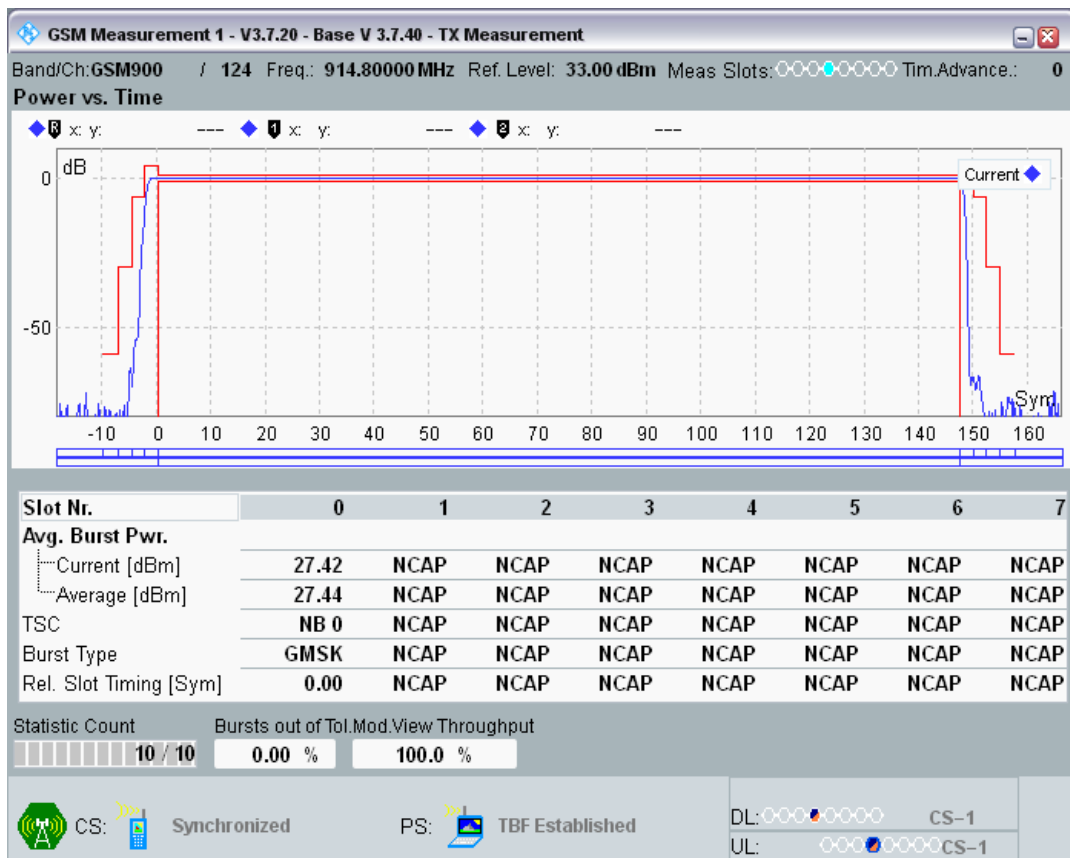 GSM Measurement 1 - V3.7.20 - Base V 3.7.40 - TX Measurement
Band/Ch:GSM900 / 124 Freq.: 914.80000 MHz Ref. Level: 33.00 dBm Meas Slots: Tim.Advance.: 0
Power vs. Time
R x: y: --- 1 x: y: --- 2 x: y: ---
dB
Current
0
-50
Sym
-10 0 10 20 30 40 50 60 70 80 90 100 110 120 130 140 150 160
Slot Nr. 0 1 2 3 4 5 6 7
Avg. Burst Pwr.
Current [dBm] 27.42 NCAP NCAP NCAP NCAP NCAP NCAP NCAP
Average [dBm] 27.44 NCAP NCAP NCAP NCAP NCAP NCAP NCAP
TSC NB 0 NCAP NCAP NCAP NCAP NCAP NCAP NCAP
Burst Type GMSK NCAP NCAP NCAP NCAP NCAP NCAP NCAP
Rel. Slot Timing [Sym] 0.00 NCAP NCAP NCAP NCAP NCAP NCAP NCAP
Statistic Count Bursts out of Tol.Mod.View Throughput
10 / 10 0.00 % 100.0 %
CS: Synchronized PS: TBF Established
DL: CS-1
UL: CS-1